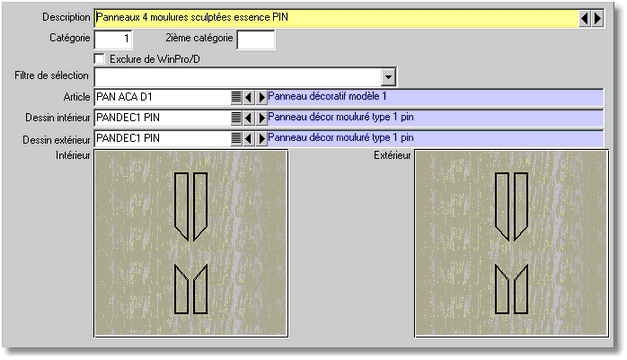 Description Panneaux 4 moulures sculptées essence PIN
Catégorie 1 2ième catégorie
Exclure de WinPro/D
Filtre de sélection
Article PAN ACA D1 Panneau décoratif modèle 1
Dessin intérieur PANDEC1 PIN Panneau décor mouluré type 1 pin
Dessin extérieur PANDEC1 PIN Panneau décor mouluré type 1 pin
Intérieur Extérieur